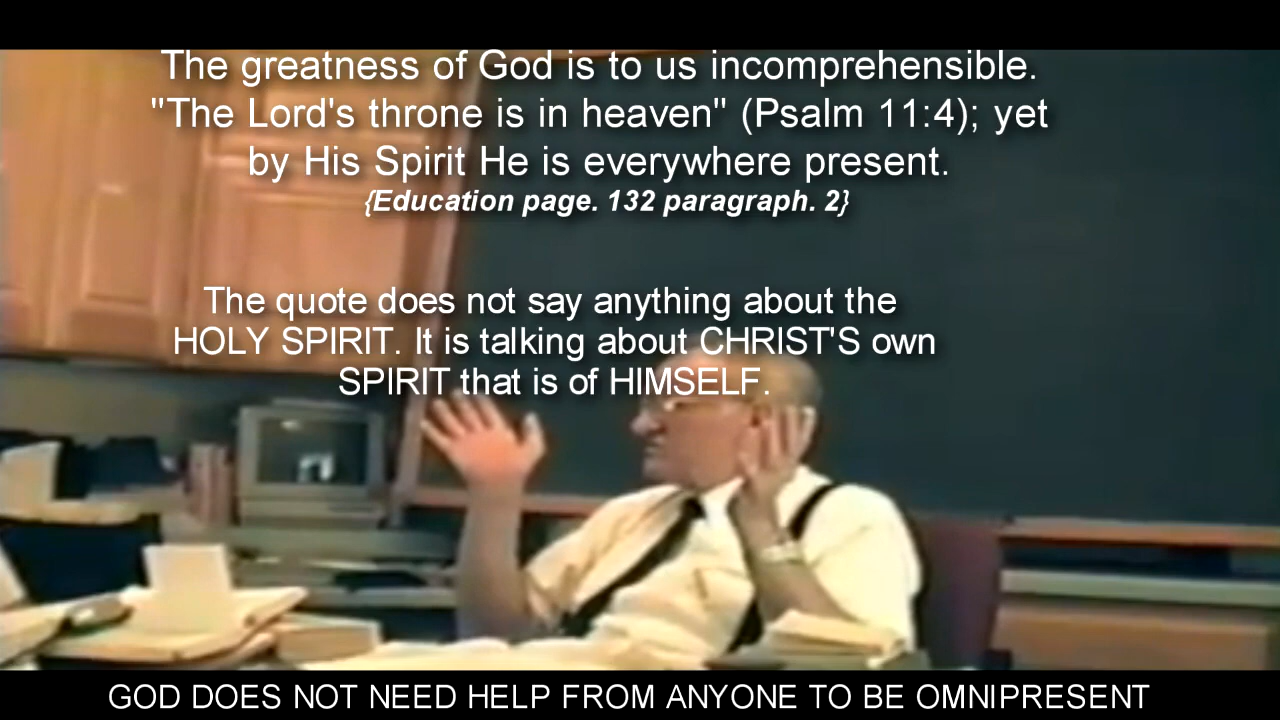 The greatness of God is to us incomprehensible.
"The Lord's throne is in heaven" (Psalm 11:4); yet
by His Spirit He is everywhere present.
{Education page. 132 paragraph. 2}
The quote does not say anything about the
HOLY SPIRIT. It is talking about CHRIST'S own
SPIRIT that is of HIMSELF.
GOD DOES NOT NEED HELP FROM ANYONE TO BE OMNIPRESENT